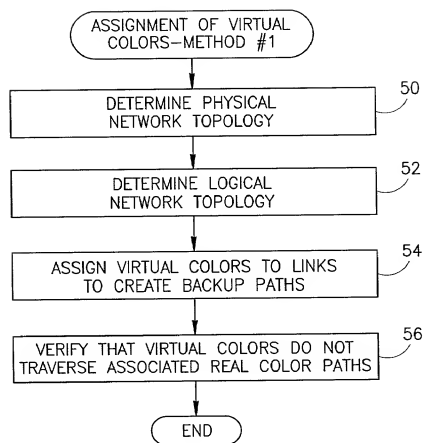 ASSIGNMENT OF VIRTUAL
COLORS-METHOD #1
50
DETERMINE PHYSICAL
NETWORK TOPOLOGY
52
DETERMINE LOGICAL
NETWORK TOPOLOGY
54
ASSIGN VIRTUAL COLORS TO LINKS
TO CREATE BACKUP PATHS
56
VERIFY THAT VIRTUAL COLORS DO NOT
TRAVERSE ASSOCIATED REAL COLOR PATHS
END